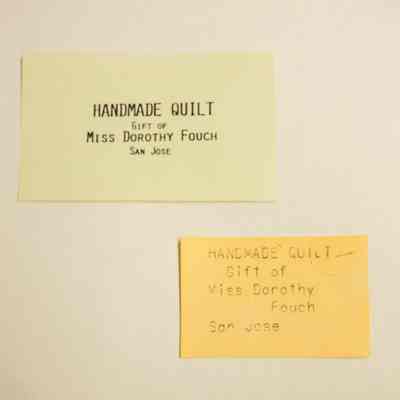 HANDMADE QUILT
GIFT OF
MISS DOROTHY FOUCH
SAN JOSE
HANDMADE QUILT
Gift of
Miss Dorothy
Fouch
San Jose